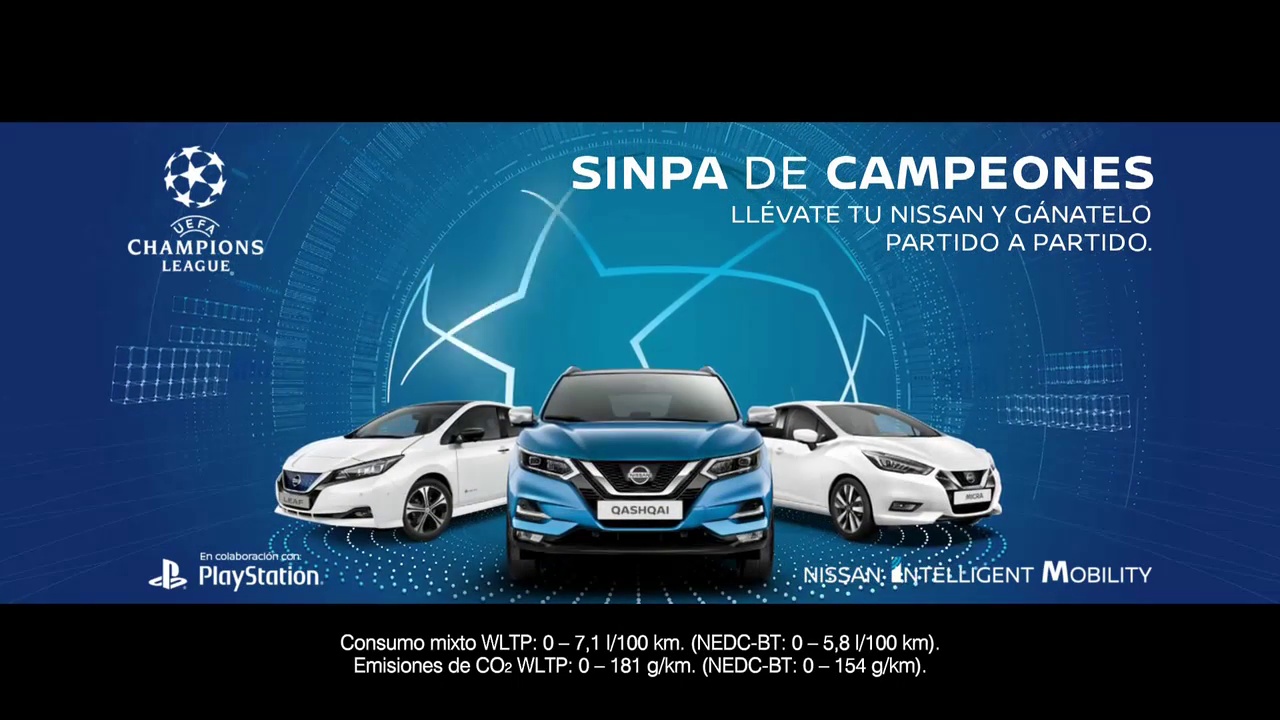 SINPA DE CAMPEONES
LLÉVATE TU NISSAN Y GÁNATELO
PARTIDO A PARTIDO.
UEFA
CHAMPIONS
LEAGUE
LEAF
NISSAN
QASHQAI
MICRA
En colaboración con:
PlayStation
NISSAN INTELLIGENT MOBILITY
Consumo mixto WLTP: 0 – 7,1 l/100 km. (NEDC-BT: 0 – 5,8 l/100 km).
Emisiones de CO₂ WLTP: 0 – 181 g/km. (NEDC-BT: 0 – 154 g/km).